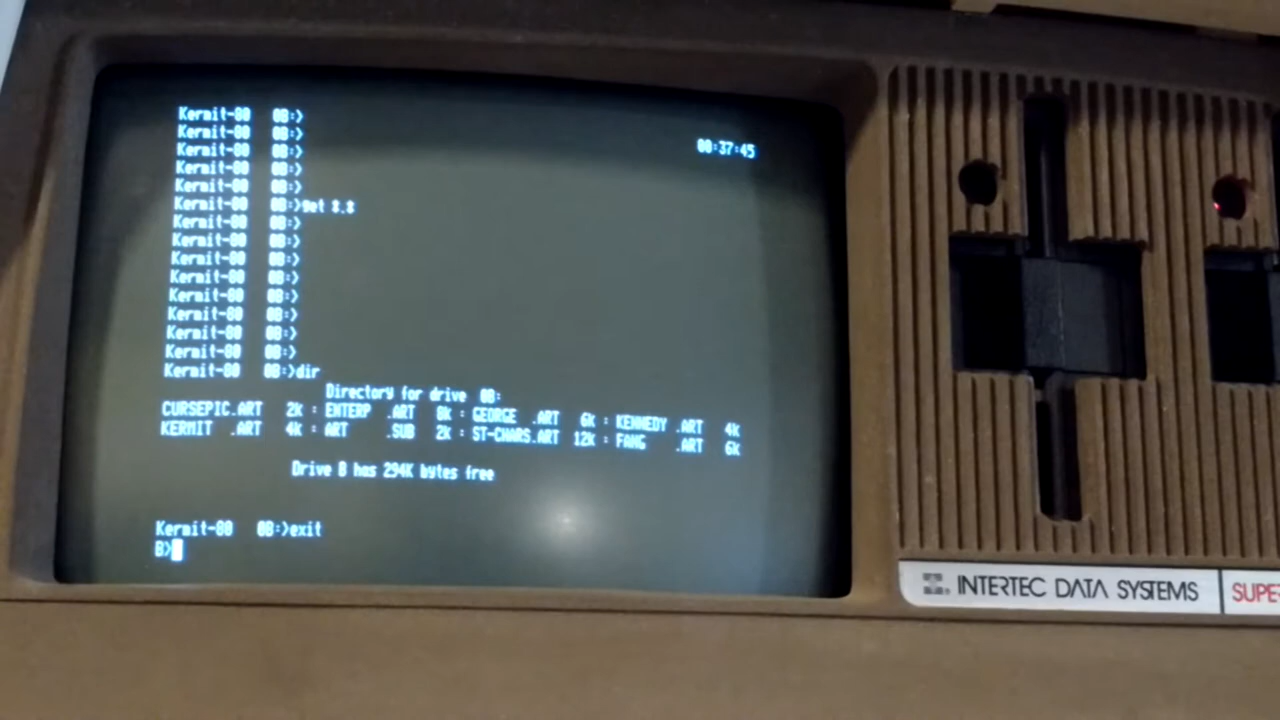 Kermit-80 0B:>
Kermit-80 0B:>
Kermit-80 0B:>
Kermit-80 0B:>
Kermit-80 0B:>
Kermit-80 0B:>
Kermit-80 0B:>
Kermit-80 0B:>
Kermit-80 0B:>
Kermit-80 0B:>
Kermit-80 0B:>
Kermit-80 0B:>
Kermit-80 0B:>
Kermit-80 0B:>
Kermit-80 0B:>dir
00:37:45
Directory for drive 0B:
CURSEPIC.ART 2k : ENTERP .ART 8k : GEORGE .ART 6k : KENNEDY .ART 4k
KERMIT .ART 4k : ART .SUB 2k : ST-CHARS.ART 12k : FANG .ART 6k
Drive B has 294K bytes free
Kermit-80 0B:>exit
B>
INTERTEC DATA SYSTEMS
SUPE